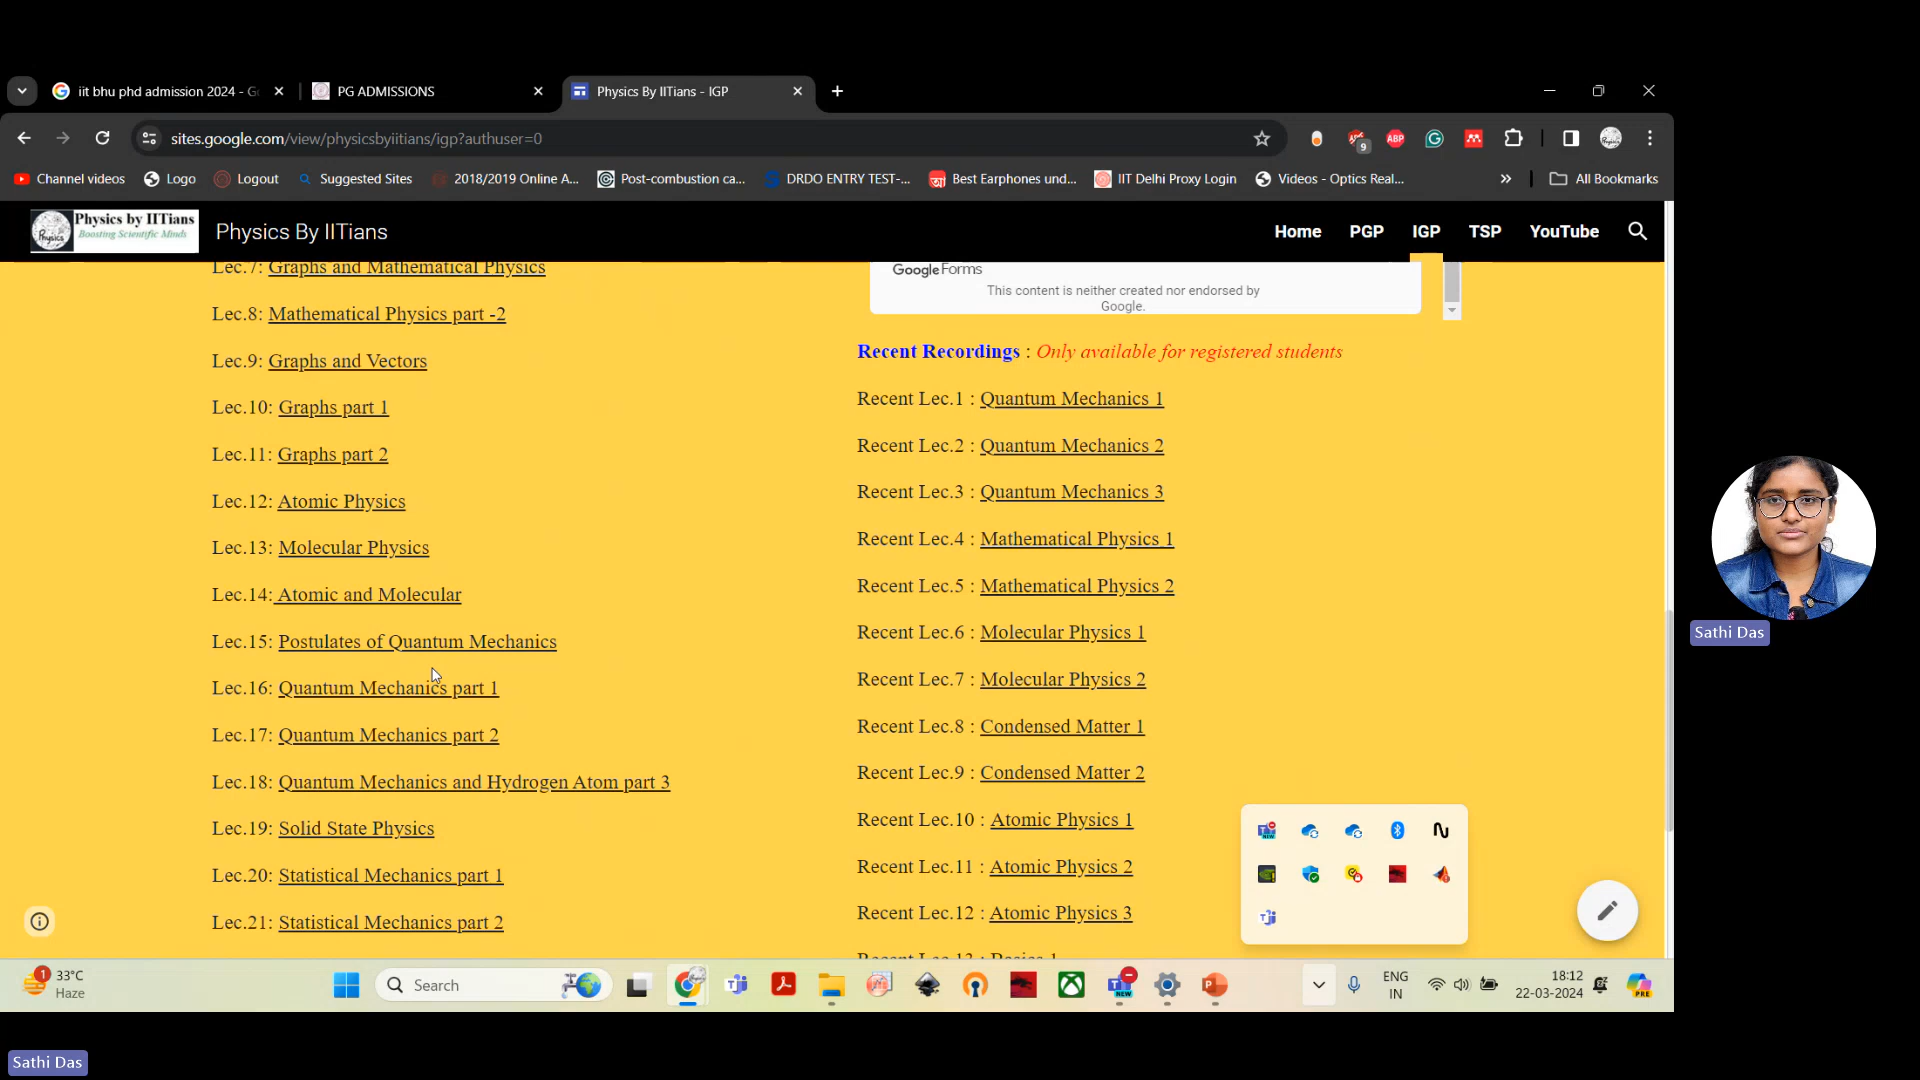 iit bhu phd admission 2024 - Go
PG ADMISSIONS
Physics By IITians - IGP
sites.google.com/view/physicsbyiitians/igp?authuser=0
9
Channel videos
Logo
Logout
Suggested Sites
2018/2019 Online A...
Post-combustion ca...
DRDO ENTRY TEST-...
Best Earphones und...
IIT Delhi Proxy Login
Videos - Optics Real...
»
All Bookmarks
Physics by IITians
Boosting Scientific Minds
Physics
Physics By IITians
Home
PGP
IGP
TSP
YouTube
Lec.7: Graphs and Mathematical Physics
Lec.8: Mathematical Physics part -2
Lec.9: Graphs and Vectors
Lec.10: Graphs part 1
Lec.11: Graphs part 2
Lec.12: Atomic Physics
Lec.13: Molecular Physics
Lec.14: Atomic and Molecular
Lec.15: Postulates of Quantum Mechanics
Lec.16: Quantum Mechanics part 1
Lec.17: Quantum Mechanics part 2
Lec.18: Quantum Mechanics and Hydrogen Atom part 3
Lec.19: Solid State Physics
Lec.20: Statistical Mechanics part 1
Lec.21: Statistical Mechanics part 2
Google Forms
This content is neither created nor endorsed by
Google.
Recent Recordings : Only available for registered students
Recent Lec.1 : Quantum Mechanics 1
Recent Lec.2 : Quantum Mechanics 2
Recent Lec.3 : Quantum Mechanics 3
Recent Lec.4 : Mathematical Physics 1
Recent Lec.5 : Mathematical Physics 2
Recent Lec.6 : Molecular Physics 1
Recent Lec.7 : Molecular Physics 2
Recent Lec.8 : Condensed Matter 1
Recent Lec.9 : Condensed Matter 2
Recent Lec.10 : Atomic Physics 1
Recent Lec.11 : Atomic Physics 2
Recent Lec.12 : Atomic Physics 3
Recent Lec.13 : Basics 1
Sathi Das
1
33°C
Haze
Search
NEW
ENG
IN
18:12
22-03-2024
PRE
Sathi Das